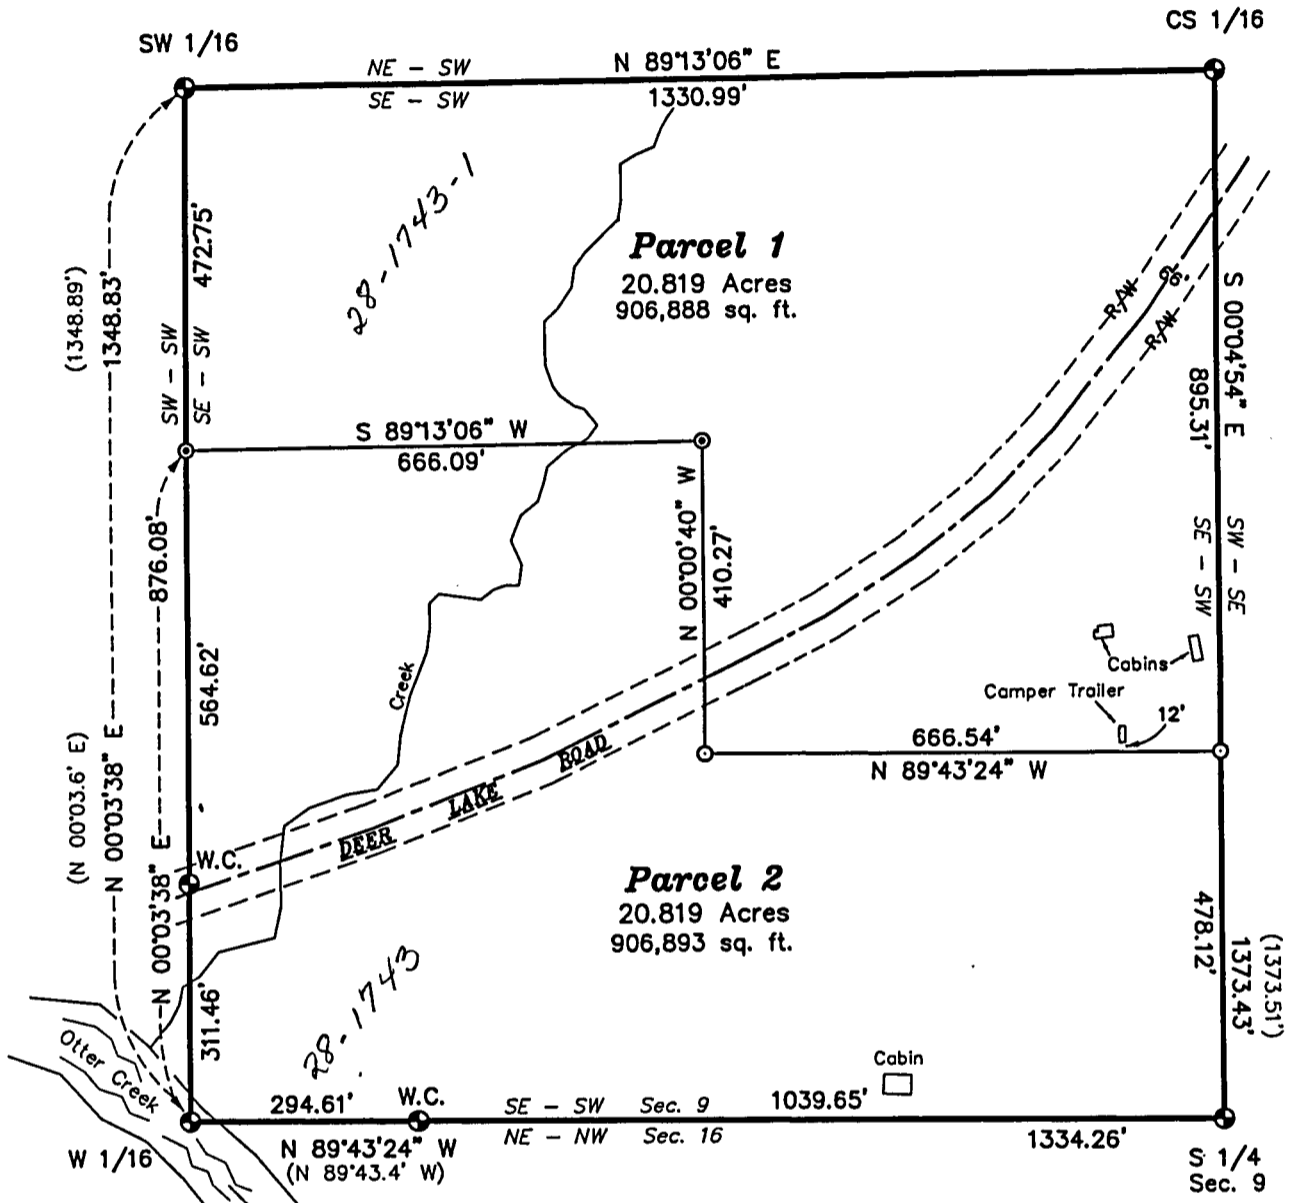 SW 1/16
CS 1/16
NE - SW
N 89°13'06" E
SE - SW
1330.99'
28-1743-1
472.75'
(1348.89')
1348.83'
Parcel 1
20.819 Acres
906,888 sq. ft.
R/W
66'
R/W
S 00°04'54" E
895.31'
SW - SW
SE - SW
S 89°13'06" W
666.09'
N 00°00'40" W
410.27'
876.08'
564.62'
SE - SW
SW - SE
Creek
Cabins
Camper Trailer
12'
666.54'
N 89°43'24" W
DEER LAKE ROAD
(N 00°03.6' E)
N 00°03'38" E
N 00°03'38" E
W.C.
Parcel 2
20.819 Acres
906,893 sq. ft.
478.12'
1373.43'
(1373.51')
28-1743
311.46'
Otter Creek
Cabin
294.61'
W.C.
SE - SW Sec. 9
1039.65'
NE - NW Sec. 16
1334.26'
W 1/16
N 89°43'24" W
(N 89°43.4' W)
S 1/4
Sec. 9